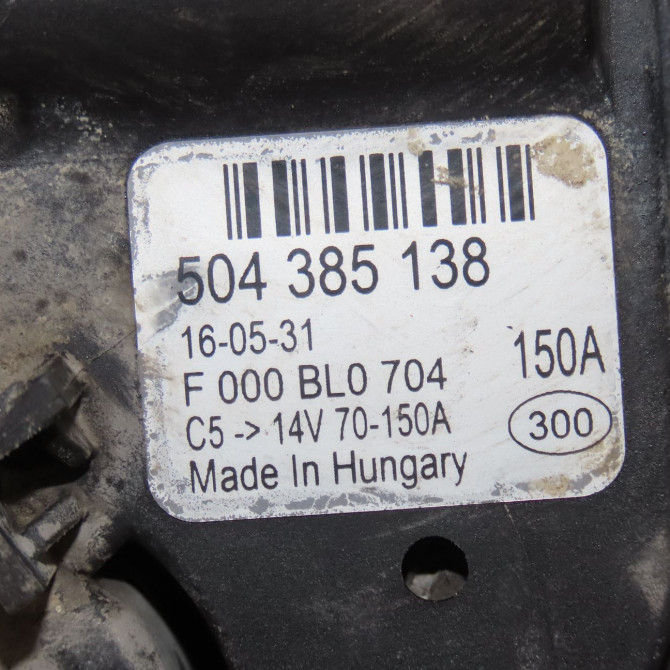 504 385 138
16-05-31
F 000 BL0 704
150A
C5 -> 14V 70-150A
300
Made In Hungary